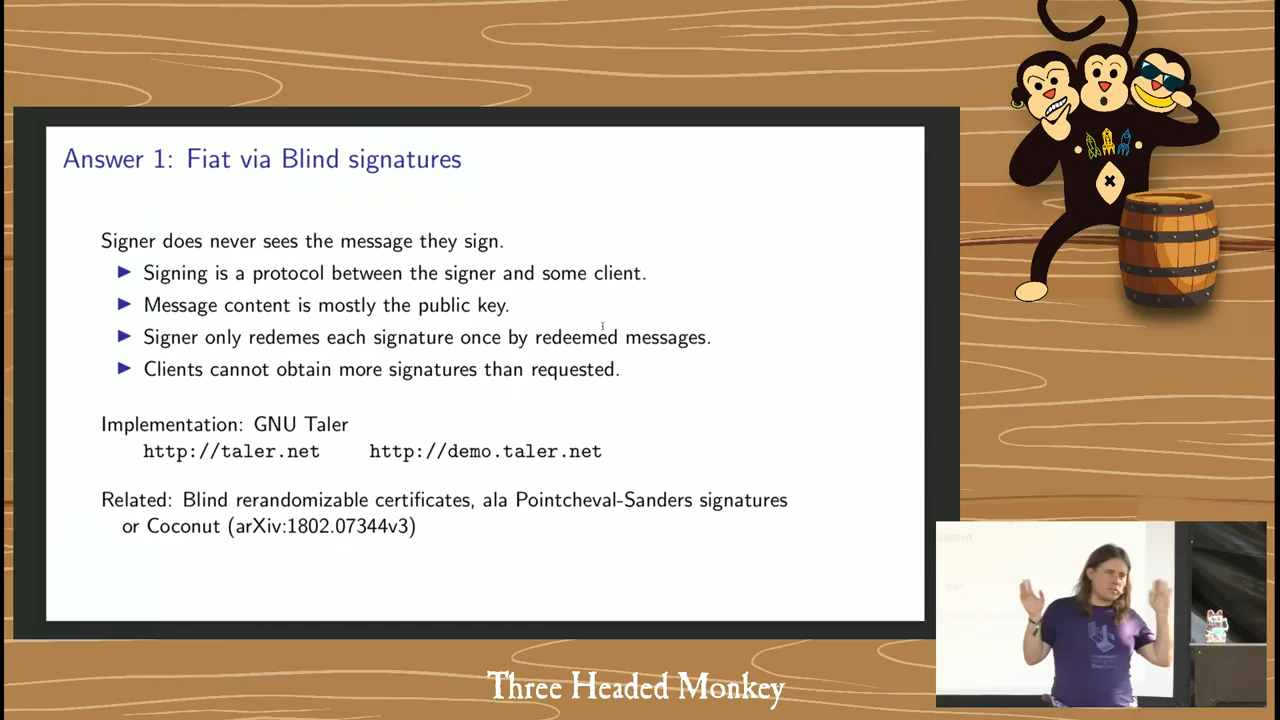 Answer 1: Fiat via Blind signatures
Signer does never sees the message they sign.
▶ Signing is a protocol between the signer and some client.
▶ Message content is mostly the public key.
▶ Signer only redemes each signature once by redeemed messages.
▶ Clients cannot obtain more signatures than requested.
Implementation: GNU Taler
http://taler.net http://demo.taler.net
Related: Blind rerandomizable certificates, ala Pointcheval-Sanders signatures
or Coconut (arXiv:1802.07344v3)
Three Headed Monkey